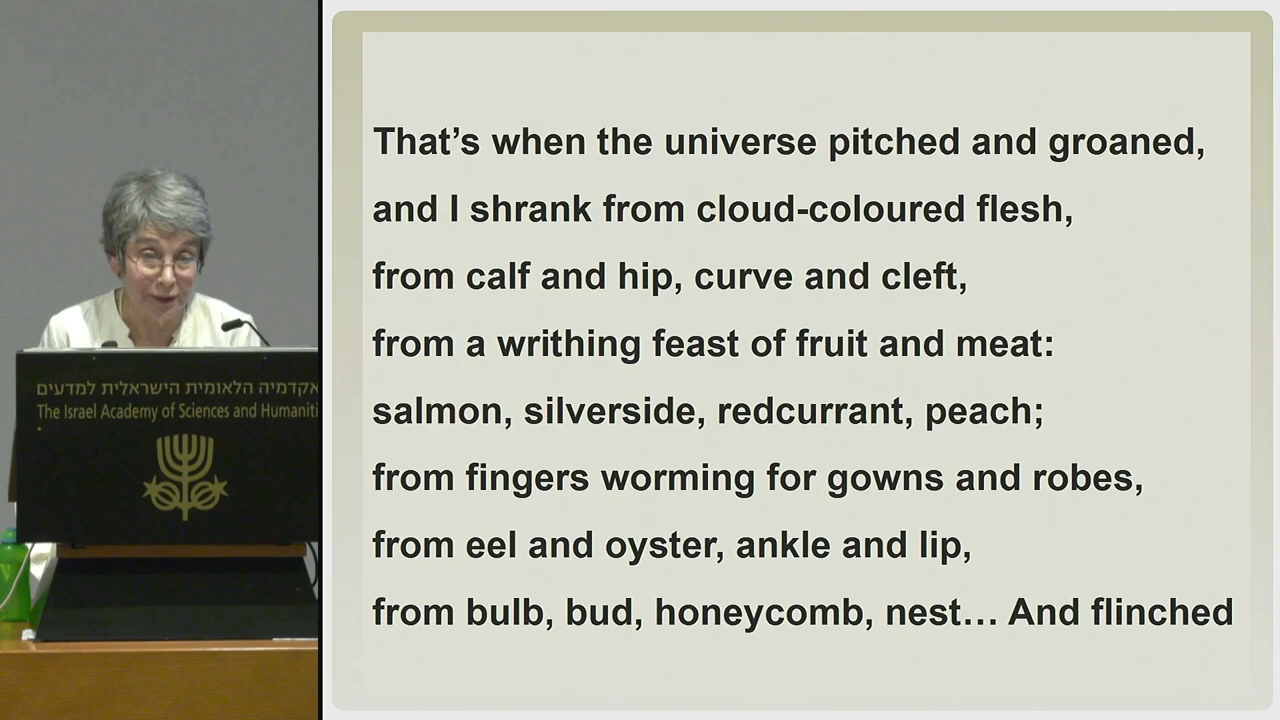 אקדמיה הלאומית הישראלית למדעים
The Israel Academy of Sciences and Humaniti
That's when the universe pitched and groaned,
and I shrank from cloud-coloured flesh,
from calf and hip, curve and cleft,
from a writhing feast of fruit and meat:
salmon, silverside, redcurrant, peach;
from fingers worming for gowns and robes,
from eel and oyster, ankle and lip,
from bulb, bud, honeycomb, nest… And flinched